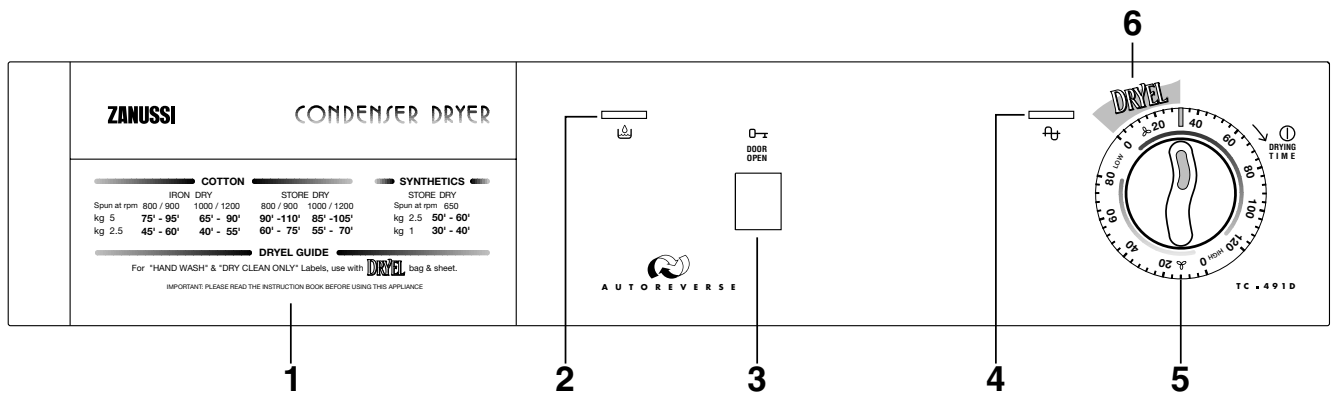 6
ZANUSSI CONDENSER DRYER
COTTON SYNTHETICS
IRON DRY STORE DRY STORE DRY
Spun at rpm 800 / 900 1000 / 1200 800 / 900 1000 / 1200 Spun at rpm 650
kg 5 75' - 95' 65' - 90' 90' -110' 85' -105' kg 2.5 50' - 60'
kg 2.5 45' - 60' 40' - 55' 60' - 75' 55' - 70' kg 1 30' - 40'
DRYEL GUIDE
For "HAND WASH" & "DRY CLEAN ONLY" Labels, use with DRYEL bag & sheet.
IMPORTANT: PLEASE READ THE INSTRUCTION BOOK BEFORE USING THIS APPLIANCE
DOOR
OPEN
AUTOREVERSE
DRYEL
LOW 0 20 40 60 80 100 120
HIGH 0 20 40 60 80
DRYING
TIME
TC.491D
1 2 3 4 5